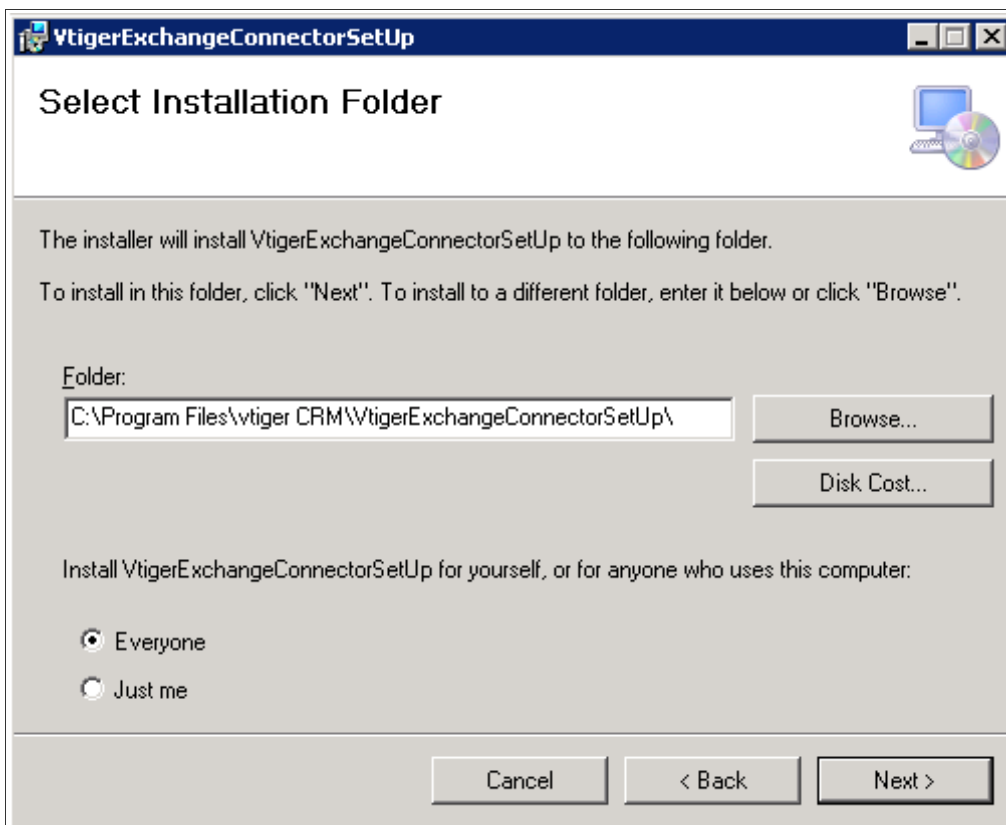 VtigerExchangeConnectorSetUp
Select Installation Folder
The installer will install VtigerExchangeConnectorSetUp to the following folder.
To install in this folder, click "Next". To install to a different folder, enter it below or click "Browse".
Folder:
C:\Program Files\vtiger CRM\VtigerExchangeConnectorSetUp\
Browse...
Disk Cost...
Install VtigerExchangeConnectorSetUp for yourself, or for anyone who uses this computer:
Everyone
Just me
Cancel
< Back
Next >